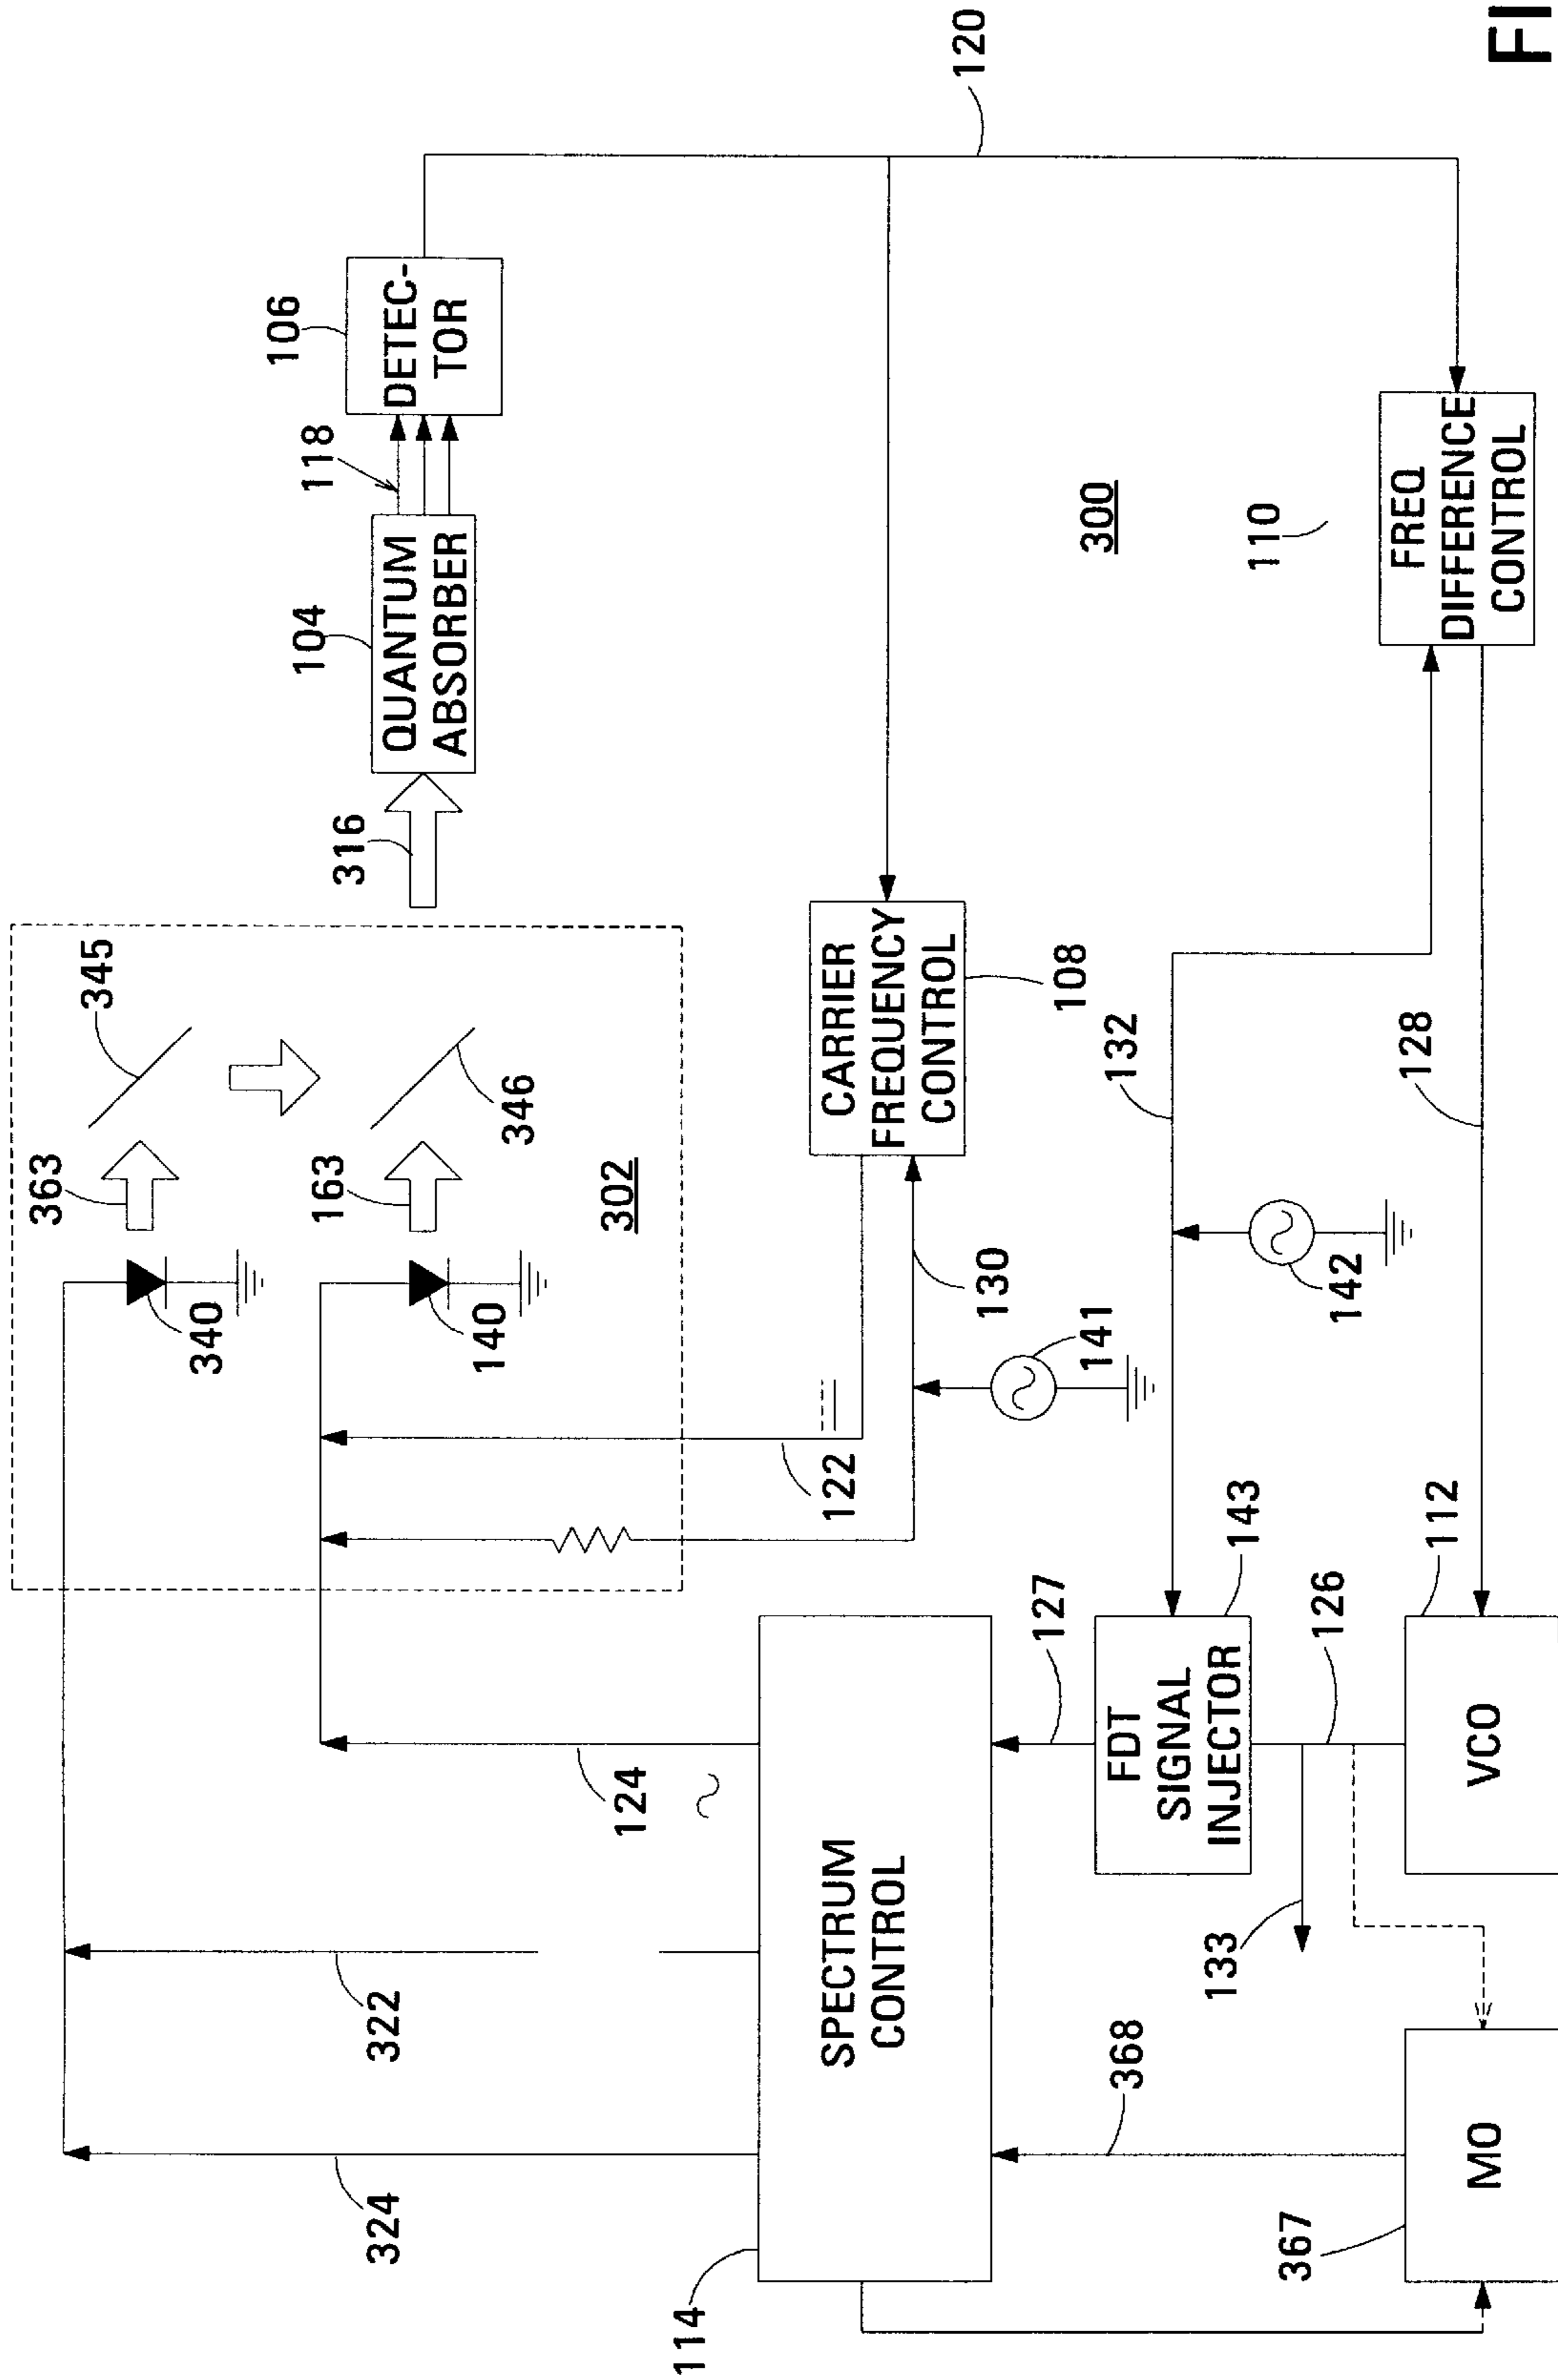 363
345
340
163
346
140
302
316
104
QUANTUM
ABSORBER
118
106
DETEC-
TOR
120
324
322
124
122
130
141
CARRIER
FREQUENCY
CONTROL
108
300
114
SPECTRUM
CONTROL
127
FDT
SIGNAL
INJECTOR
143
132
142
110
FREQ
DIFFERENCE
CONTROL
128
368
133
126
367
MO
VCO
112
FI